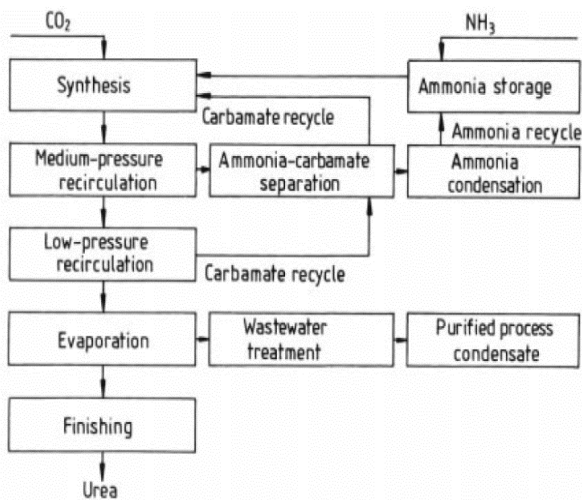 CO2
NH3
Synthesis
Ammonia storage
Carbamate recycle
Ammonia recycle
Medium-pressure
recirculation
Ammonia-carbamate
separation
Ammonia
condensation
Low-pressure
recirculation
Carbamate recycle
Evaporation
Wastewater
treatment
Purified process
condensate
Finishing
Urea